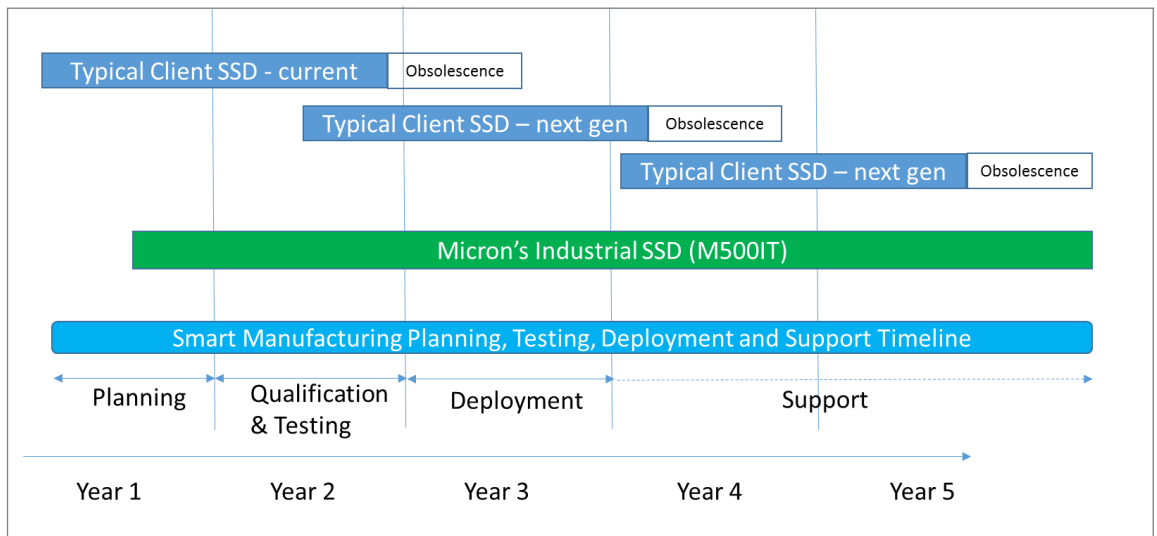 Typical Client SSD - current
Obsolescence
Typical Client SSD – next gen
Obsolescence
Typical Client SSD – next gen
Obsolescence
Micron's Industrial SSD (M500IT)
Smart Manufacturing Planning, Testing, Deployment and Support Timeline
Planning
Qualification
& Testing
Deployment
Support
Year 1
Year 2
Year 3
Year 4
Year 5